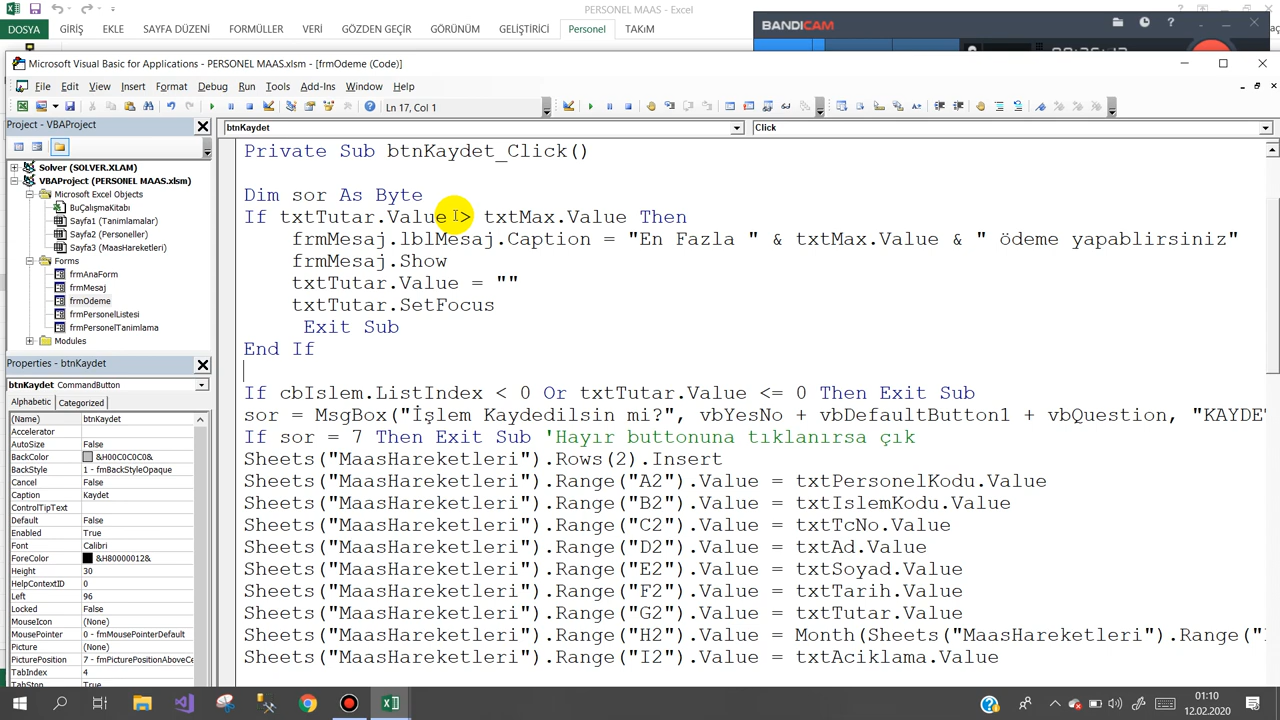 PERSONEL MAAS - Excel
BANDICAM
DOSYA GİRİŞ EKLE SAYFA DÜZENİ FORMÜLLER VERİ GÖZDEN GEÇİR GÖRÜNÜM GELİŞTİRİCİ Personel TAKıM
Microsoft Visual Basic for Applications - PERSONEL MAAS.xlsm - [frmOdeme (Code)]
File Edit View Insert Format Debug Run Tools Add-Ins Window Help
Ln 17, Col 1
Project - VBAProject
Solver (SOLVER.XLAM)
VBAProject (PERSONEL MAAS.xlsm)
Microsoft Excel Objects
BuÇalışmaKitabı
Sayfa1 (Tanımlamalar)
Sayfa2 (Personeller)
Sayfa3 (MaasHareketleri)
Forms
frmAnaForm
frmMesaj
frmOdeme
frmPersonelListesi
frmPersonelTanimlama
Modules
Properties - btnKaydet
btnKaydet CommandButton
Alphabetic Categorized
(Name) btnKaydet
Accelerator
AutoSize False
BackColor &H00C0C0C0&
BackStyle 1 - fmBackStyleOpaque
Cancel False
Caption Kaydet
ControlTipText
Default False
Enabled True
Font Calibri
ForeColor &H80000012&
Height 30
HelpContextID 0
Left 96
Locked False
MouseIcon (None)
MousePointer 0 - fmMousePointerDefault
Picture (None)
PicturePosition 7 - fmPicturePositionAboveCe
TabIndex 4
TabStop True
btnKaydet Click
Private Sub btnKaydet_Click()
Dim sor As Byte
If txtTutar.Value > txtMax.Value Then
frmMesaj.lblMesaj.Caption = "En Fazla " & txtMax.Value & " ödeme yapablirsiniz"
frmMesaj.Show
txtTutar.Value = ""
txtTutar.SetFocus
Exit Sub
End If
If cbIslem.ListIndex < 0 Or txtTutar.Value <= 0 Then Exit Sub
sor = MsgBox("İşlem Kaydedilsin mi?", vbYesNo + vbDefaultButton1 + vbQuestion, "KAYDE
If sor = 7 Then Exit Sub 'Hayır buttonuna tıklanırsa çık
Sheets("MaasHareketleri").Rows(2).Insert
Sheets("MaasHareketleri").Range("A2").Value = txtPersonelKodu.Value
Sheets("MaasHareketleri").Range("B2").Value = txtIslemKodu.Value
Sheets("MaasHareketleri").Range("C2").Value = txtTcNo.Value
Sheets("MaasHareketleri").Range("D2").Value = txtAd.Value
Sheets("MaasHareketleri").Range("E2").Value = txtSoyad.Value
Sheets("MaasHareketleri").Range("F2").Value = txtTarih.Value
Sheets("MaasHareketleri").Range("G2").Value = txtTutar.Value
Sheets("MaasHareketleri").Range("H2").Value = Month(Sheets("MaasHareketleri").Range("
Sheets("MaasHareketleri").Range("I2").Value = txtAciklama.Value
01:10
12.02.2020